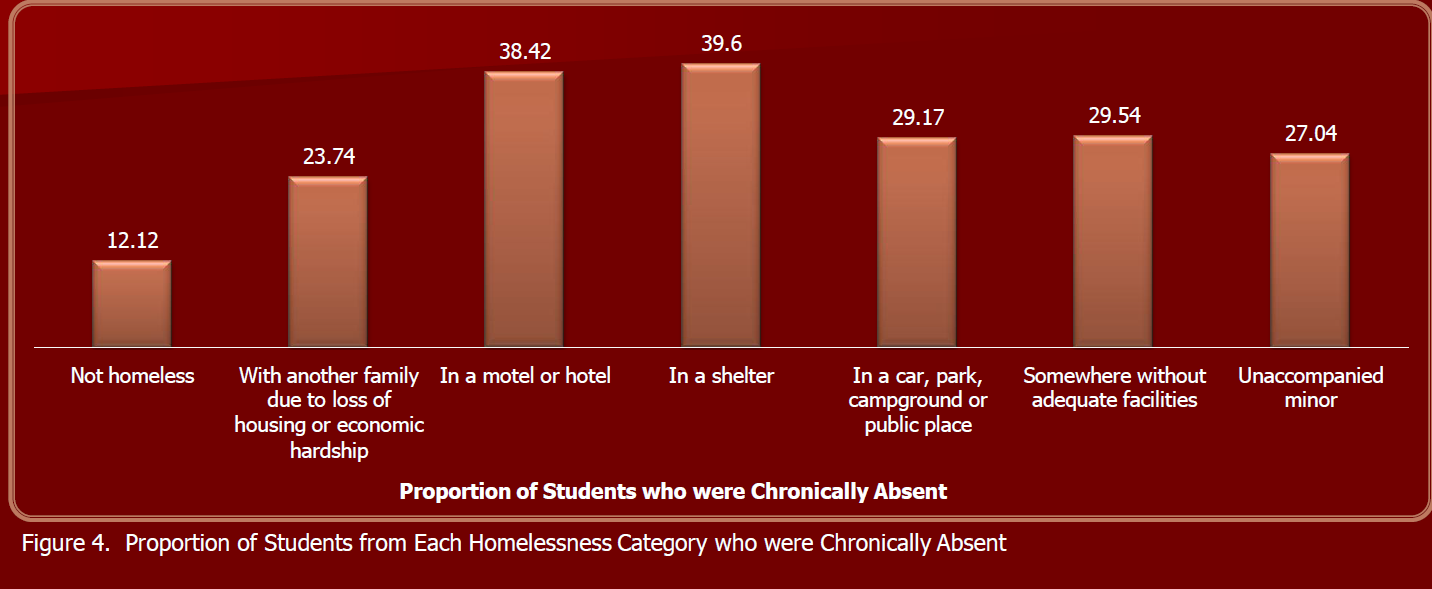 12.12
23.74
38.42
39.6
29.17
29.54
27.04
Not homeless
With another family
due to loss of
housing or economic
hardship
In a motel or hotel
In a shelter
In a car, park,
campground or
public place
Somewhere without
adequate facilities
Unaccompanied
minor
Proportion of Students who were Chronically Absent
Figure 4.  Proportion of Students from Each Homelessness Category who were Chronically Absent